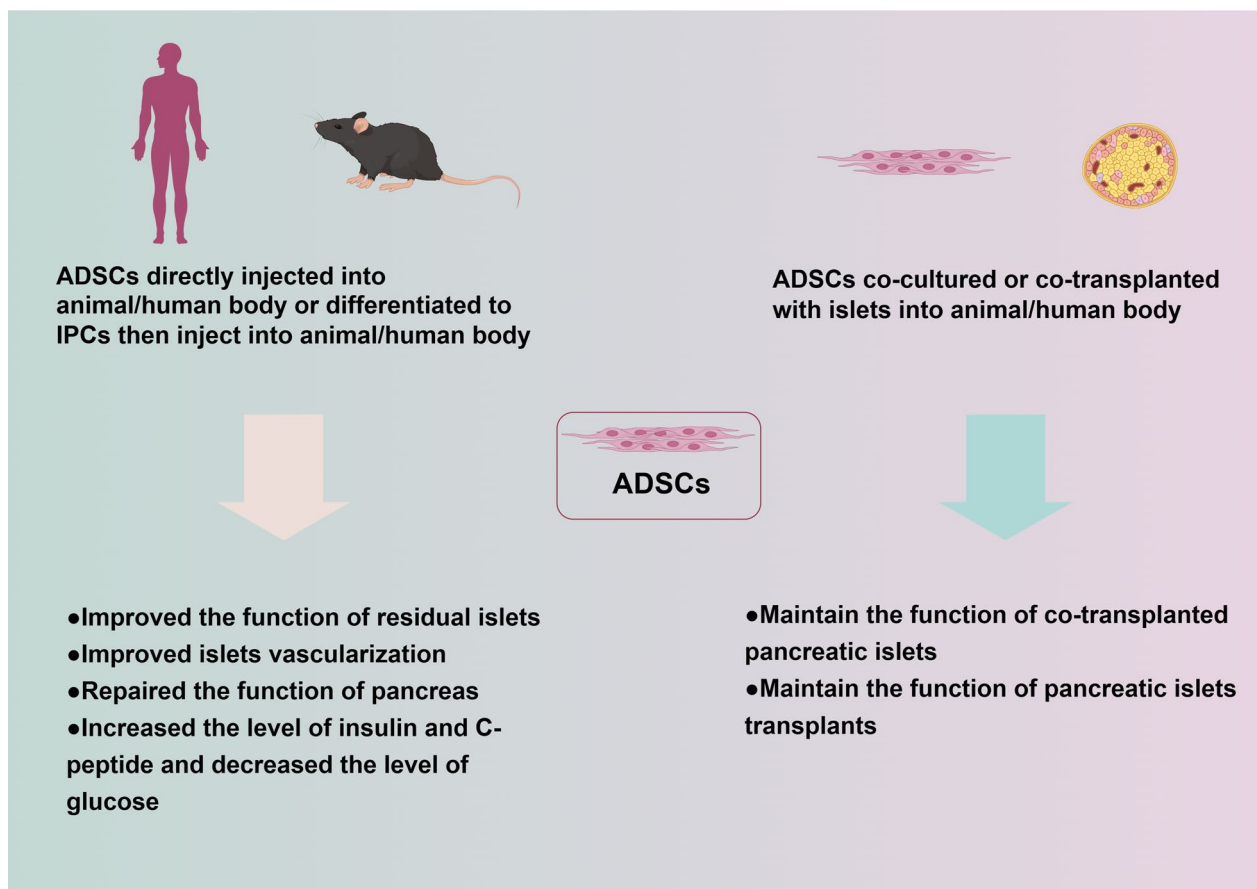 ADSCs directly injected into
animal/human body or differentiated to
IPCs then inject into animal/human body
ADSCs co-cultured or co-transplanted
with islets into animal/human body
ADSCs
●Improved the function of residual islets
●Improved islets vascularization
●Repaired the function of pancreas
●Increased the level of insulin and C-
peptide and decreased the level of
glucose
●Maintain the function of co-transplanted
pancreatic islets
●Maintain the function of pancreatic islets
transplants